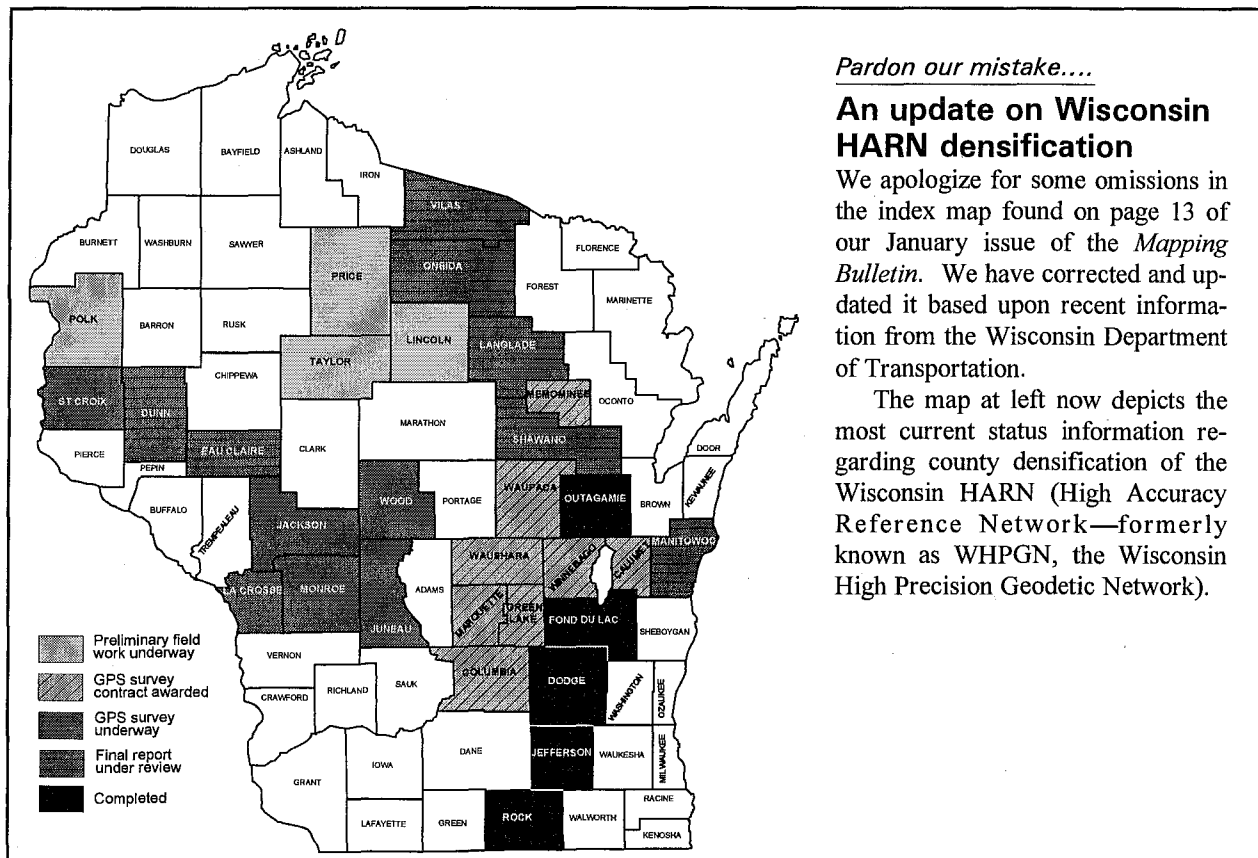 Pardon our mistake....
An update on Wisconsin
HARN densification
We apologize for some omissions in
the index map found on page 13 of
our January issue of the Mapping
Bulletin. We have corrected and up-
dated it based upon recent informa-
tion from the Wisconsin Department
of Transportation.
The map at left now depicts the
most current status information re-
garding county densification of the
Wisconsin HARN (High Accuracy
Reference Network—formerly
known as WHPGN, the Wisconsin
High Precision Geodetic Network).
DOUGLAS
BAYFIELD
ASHLAND
IRON
VILAS
BURNETT
WASHBURN
SAWYER
FLORENCE
PRICE
ONEIDA
FOREST
MARINETTE
POLK
BARRON
RUSK
LINCOLN
LANGLADE
TAYLOR
CHIPPEWA
ST CROIX
DUNN
MEMOMINEE
OCONTO
MARATHON
CLARK
EAU CLAIRE
SHAWANO
DOOR
PIERCE
PEPIN
KEWAUNEE
WAUPACA
WOOD
PORTAGE
OUTAGAMIE
BROWN
BUFFALO
TREMPEALEAU
JACKSON
MANITOWOC
WAUSHARA
WINNEBAGO
CALUMET
LA CROSSE
MONROE
ADAMS
MARQUETTE
GREEN
LAKE
FOND DU LAC
JUNEAU
SHEBOYGAN
VERNON
COLUMBIA
DODGE
SAUK
RICHLAND
CRAWFORD
WASHINGTON
OZAUKEE
DANE
JEFFERSON
WAUKESHA
MILWAUKEE
IOWA
GRANT
RACINE
LAFAYETTE
GREEN
ROCK
WALWORTH
KENOSHA
Preliminary field
work underway
GPS survey
contract awarded
GPS survey
underway
Final report
under review
Completed